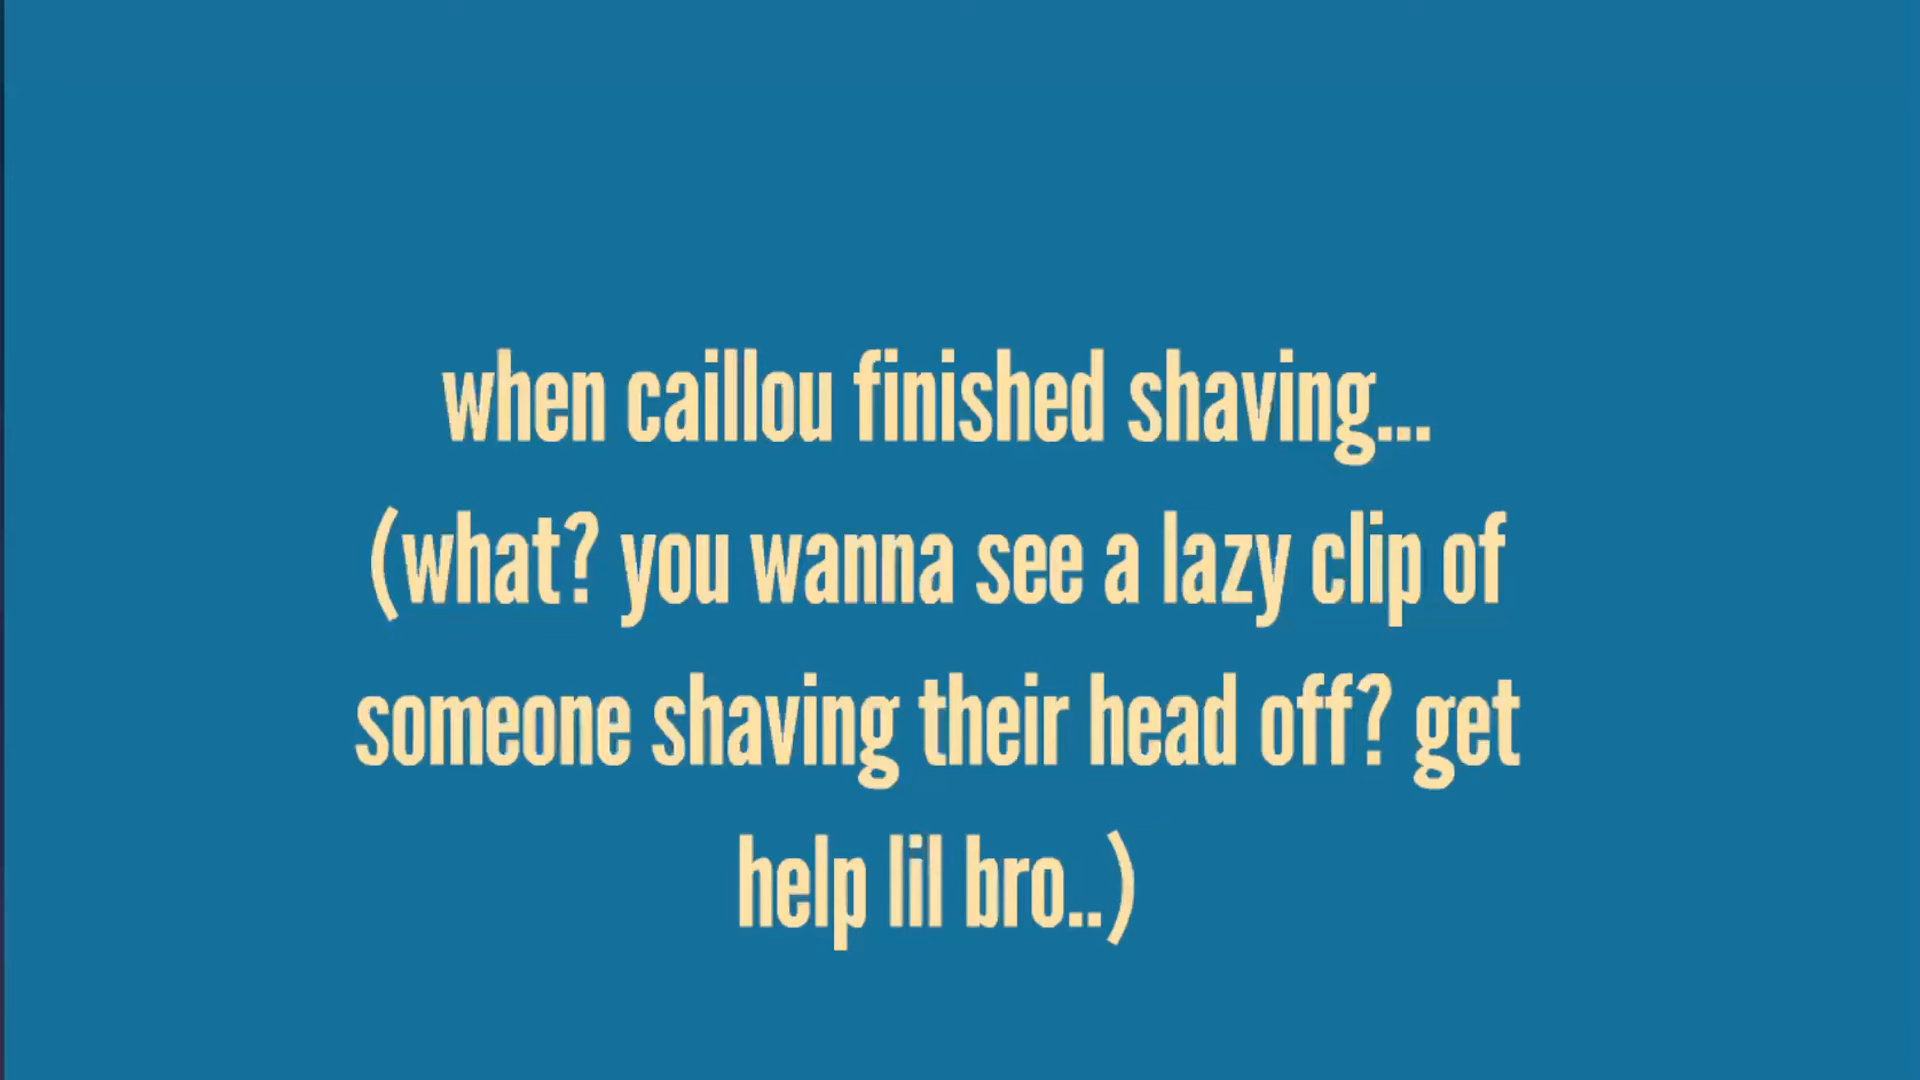 when caillou finished shaving...
(what? you wanna see a lazy clip of
someone shaving their head off? get
help lil bro..)